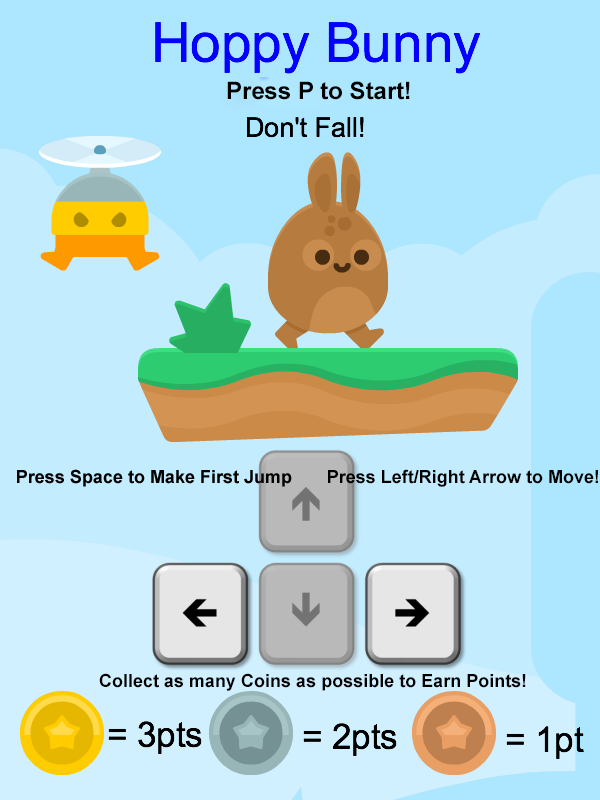 Hoppy Bunny
Press P to Start!
Don't Fall!
Press Space to Make First Jump
Press Left/Right Arrow to Move!
Collect as many Coins as possible to Earn Points!
= 3pts = 2pts = 1pt